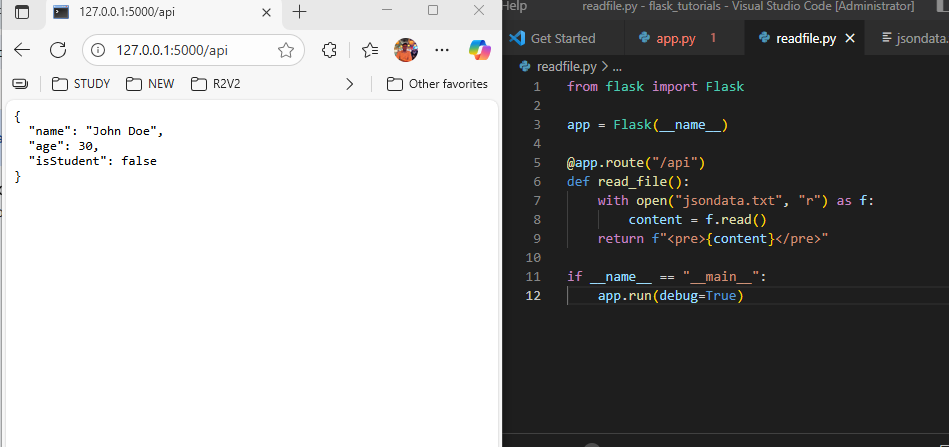 127.0.0.1:5000/api
127.0.0.1:5000/api
STUDY NEW R2V2 Other favorites
{
  "name": "John Doe",
  "age": 30,
  "isStudent": false
}
Help readfile.py - flask_tutorials - Visual Studio Code [Administrator]
Get Started app.py 1 readfile.py jsondata.
readfile.py > ...
1 from flask import Flask
2
3 app = Flask(__name__)
4
5 @app.route("/api")
6 def read_file():
7     with open("jsondata.txt", "r") as f:
8         content = f.read()
9     return f"<pre>{content}</pre>"
10
11 if __name__ == "__main__":
12     app.run(debug=True)